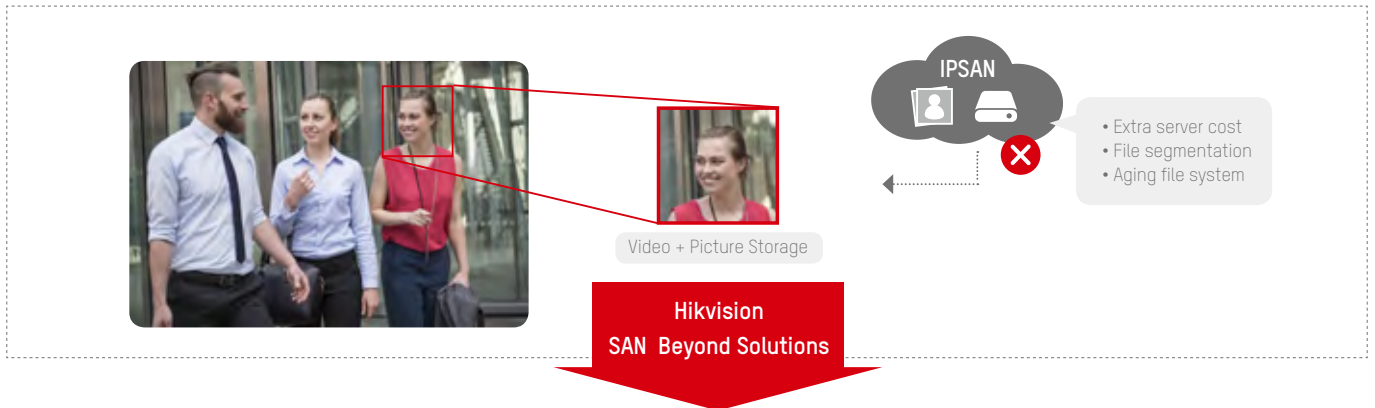 IPSAN
• Extra server cost
• File segmentation
• Aging file system
Video + Picture Storage
Hikvision
SAN Beyond Solutions